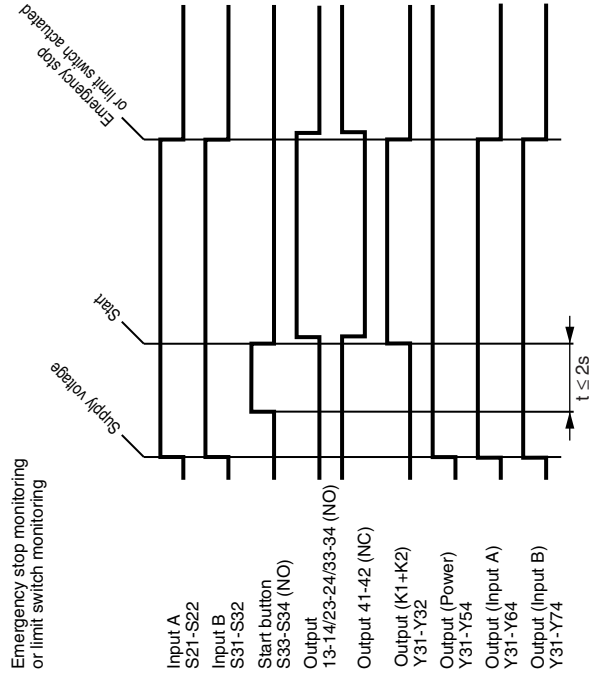 Emergency stop monitoring
or limit switch monitoring
Supply voltage
Start
Emergency stop
or limit switch actuated
Input A
S21-S22
Input B
S31-S32
Start button
S33-S34 (NO)
Output
13-14/23-24/33-34 (NO)
Output 41-42 (NC)
Output (K1+K2)
Y31-Y32
Output (Power)
Y31-Y54
Output (Input A)
Y31-Y64
Output (Input B)
Y31-Y74
t ≤ 2s